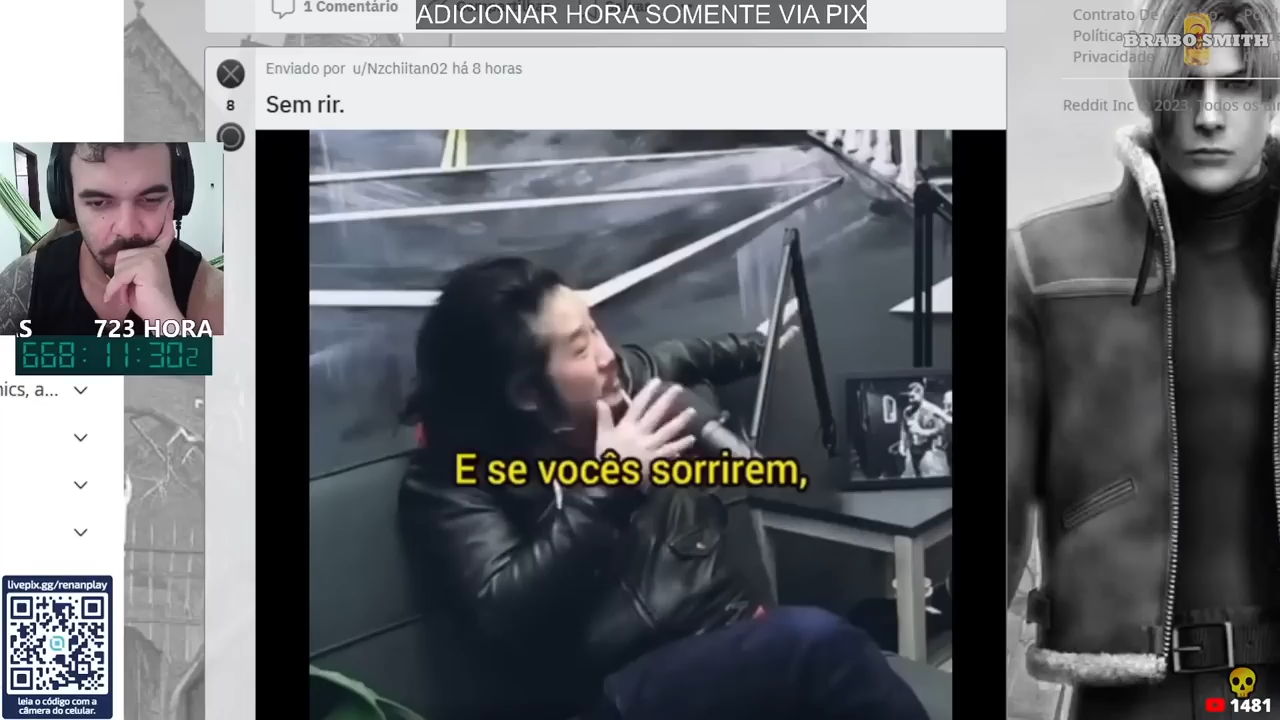 1 Comentário
ADICIONAR HORA SOMENTE VIA PIX
Contrato De
Privacidade
BRABO SMITH
Reddit Inc © 2023. Todos os
Enviado por u/Nzchiitan02 há 8 horas
8
Sem rir.
S 723 HORA
668:11:302
nics, a...
E se vocês sorrirem,
livepix.gg/renanplay
leia o código com a
câmera do celular.
1481